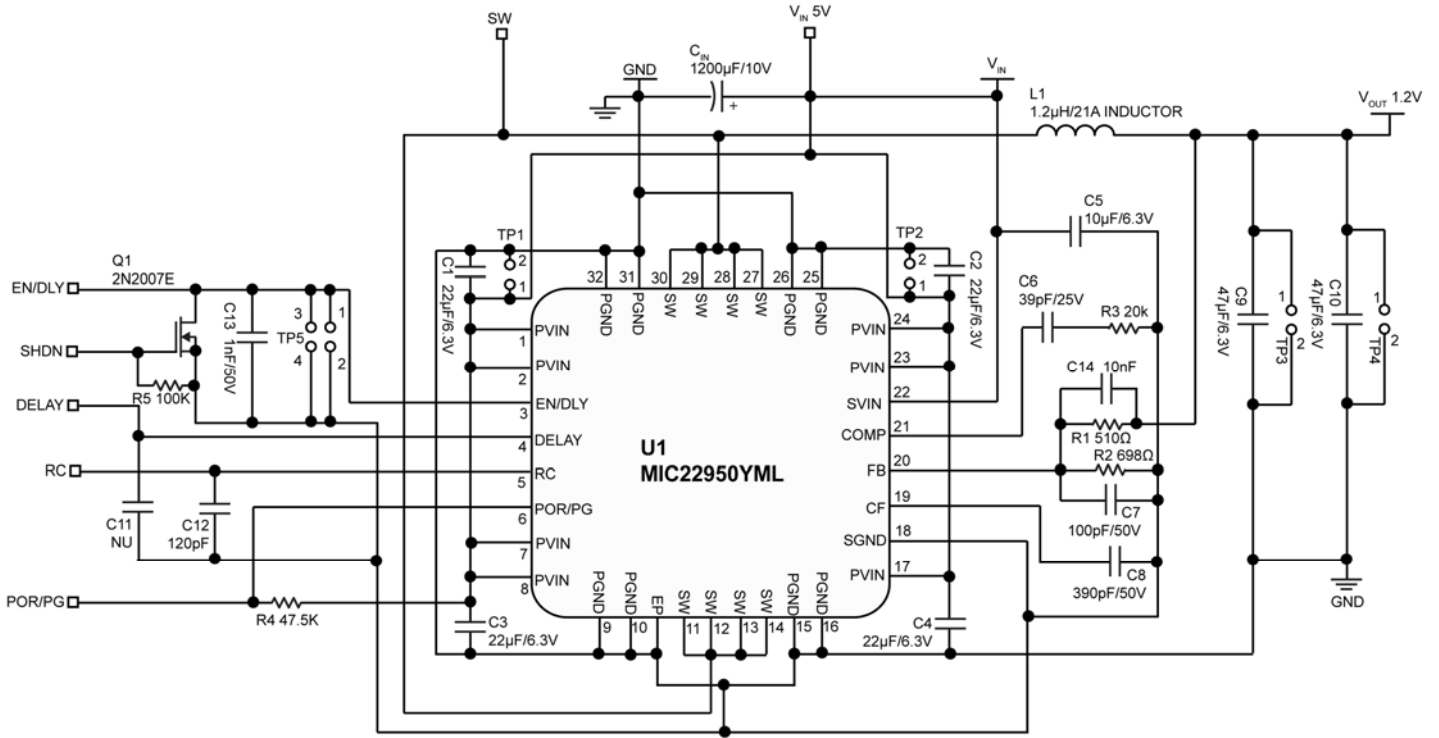 SW
V_IN 5V
C_IN
1200µF/10V
GND
+
V_IN
L1
1.2µH/21A INDUCTOR
V_OUT 1.2V
C5
10µF/6.3V
TP1
2
1
C1
22µF/6.3V
TP2
2
1
C2
22µF/6.3V
Q1
2N2007E
EN/DLY
SHDN
R5 100K
C13
1nF/50V
3
1
TP5
4
2
DELAY
RC
C11
NU
C12
120pF
POR/PG
R4 47.5K
C3
22µF/6.3V
C4
22µF/6.3V
32
31
30
29
28
27
26
25
PGND
PGND
SW
SW
SW
SW
PGND
PGND
PVIN
1
PVIN
2
EN/DLY
3
DELAY
4
RC
5
POR/PG
6
PVIN
7
PVIN
8
U1
MIC22950YML
PVIN
24
PVIN
23
SVIN
22
COMP
21
FB
20
CF
19
SGND
18
PVIN
17
PGND
PGND
EP
SW
SW
SW
SW
PGND
PGND
9
10
11
12
13
14
15
16
C6
39pF/25V
R3 20k
C14 10nF
R1 510Ω
R2 698Ω
C7
100pF/50V
C8
390pF/50V
C9
47µF/6.3V
1
2
TP3
C10
47µF/6.3V
1
2
TP4
GND